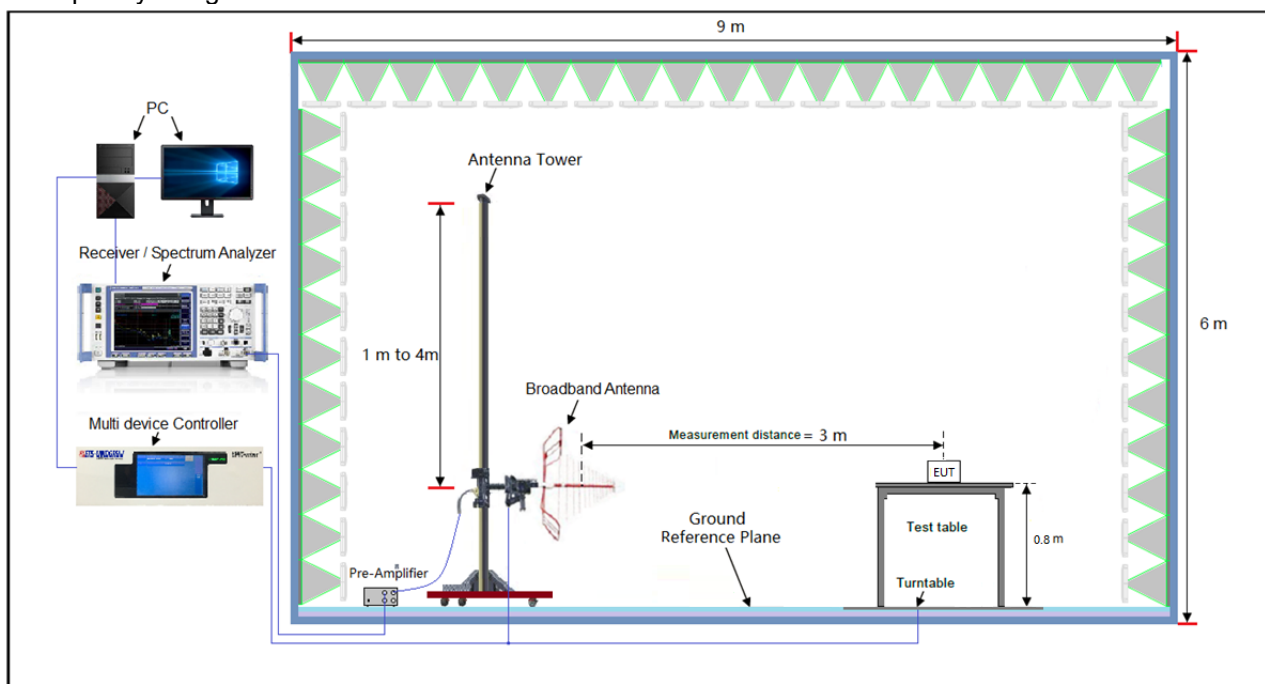 9 m
PC
Antenna Tower
Receiver / Spectrum Analyzer
6 m
1 m to 4m
Broadband Antenna
Multi device Controller
Measurement distance = 3 m
EUT
Ground
Reference Plane
Test table
0.8 m
Pre-Amplifier
Turntable